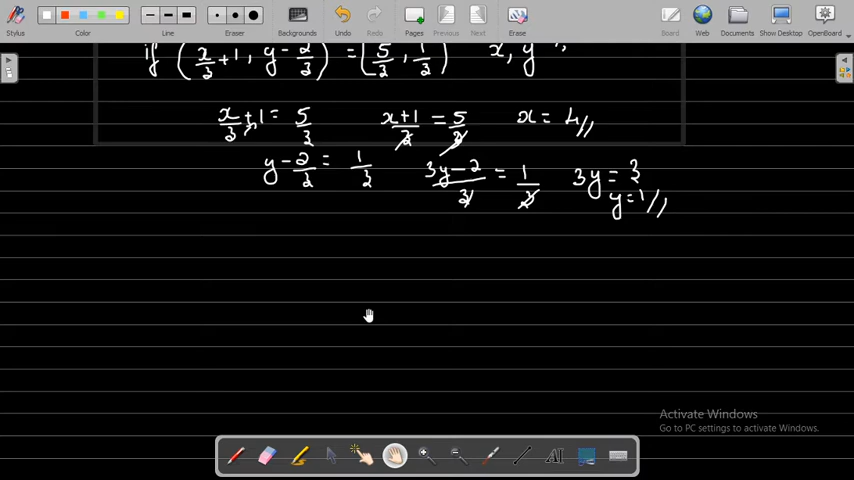 Stylus Color Line Eraser Backgrounds Undo Pages Previous Next Erase Board Web Documents Show Desktop OpenBoard
if (x/3+1, y-2/3) = (5/3, 1/3) x, y
x/3+1 = 5/3 x+1/3 = 5/3 x = 4//
y-2/3 = 1/3 3y-2/3 = 1/3 3y = 3
y=1//
Activate Windows
Go to PC settings to activate Windows.
AI